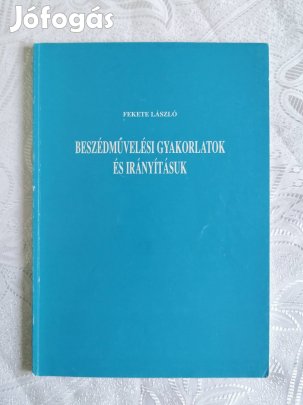 Jófogás
FEKETE LÁSZLÓ
BESZÉDMŰVELÉSI GYAKORLATOK
ÉS IRÁNYÍTÁSUK